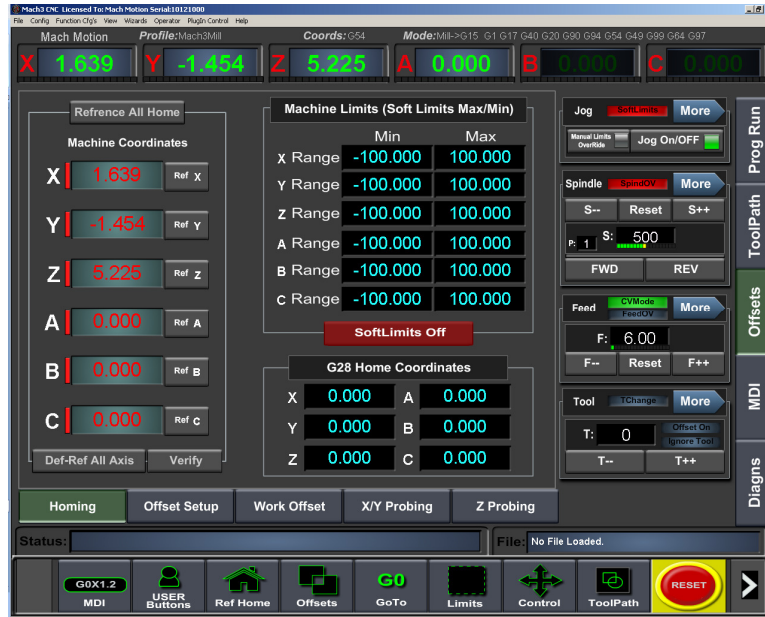 Mach3 CNC Licensed To: Mach Motion Serial:10121000
File Config Function Cfg's View Wizards Operator PlugIn Control Help
Mach Motion Profile:Mach3Mill Coords:G54 Mode:Mill->G15 G1 G17 G40 G20 G90 G94 G54 G49 G99 G64 G97
X 1.639 Y -1.454 Z 5.225 A 0.000 B 0.000 C 0.000
Refrence All Home
Machine Coordinates
X 1.639 Ref X
Y -1.454 Ref Y
Z 5.225 Ref Z
A 0.000 Ref A
B 0.000 Ref B
C 0.000 Ref C
Def-Ref All Axis Verify
Machine Limits (Soft Limits Max/Min)
Min Max
X Range -100.000 100.000
Y Range -100.000 100.000
Z Range -100.000 100.000
A Range -100.000 100.000
B Range -100.000 100.000
C Range -100.000 100.000
SoftLimits Off
G28 Home Coordinates
X 0.000 A 0.000
Y 0.000 B 0.000
Z 0.000 C 0.000
Jog SoftLimits More
Manual Limits
OverRide
Jog On/OFF
Spindle SpindOV More
S-- Reset S++
P: 1 S: 500
FWD REV
Feed CVMode More
FeedOV
F: 6.00
F-- Reset F++
Tool TChange More
T: 0 Offset On
Ignore Tool
T-- T++
Prog Run
ToolPath
Offsets
MDI
Diagns
Homing Offset Setup Work Offset X/Y Probing Z Probing
Status: File: No File Loaded.
G0X1.2
MDI
USER
Buttons
Ref Home
Offsets
G0
GoTo
Limits
Control
ToolPath
RESET